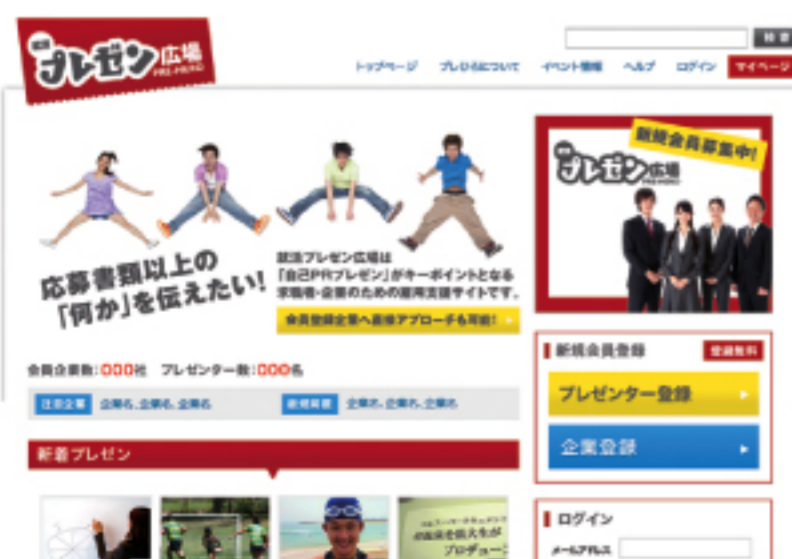 就活
プレゼン広場
PRE-HIRO
検索
トップページ プレひろについて イベント情報 ヘルプ ログイン マイページ
新規会員募集中!
就活
プレゼン広場
PRE-HIRO
応募書類以上の
「何か」を伝えたい!
就活プレゼン広場は
「自己PRプレゼン」がキーポイントとなる
求職者・企業のための雇用支援サイトです。
会員登録企業へ直接アプローチも可能!
会員企業数:000社 プレゼンター数:000名
注目企業 企業名、企業名、企業名
新規掲載 企業名、企業名、企業名
新規会員登録 登録無料
プレゼンター登録
企業登録
新着プレゼン
ログイン
メールアドレス